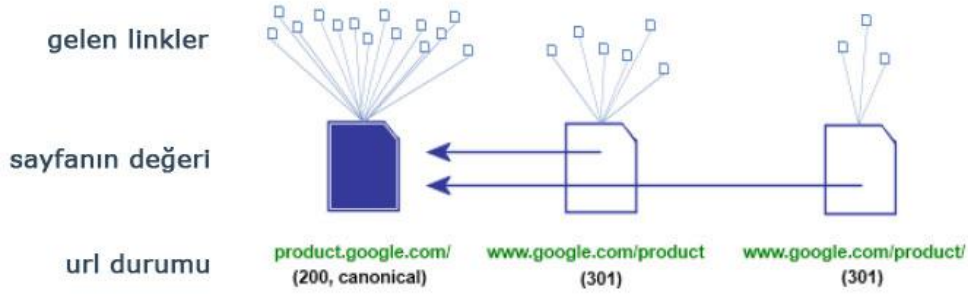 gelen linkler
sayfanın değeri
url durumu
product.google.com/
(200, canonical)
www.google.com/product
(301)
www.google.com/product/
(301)